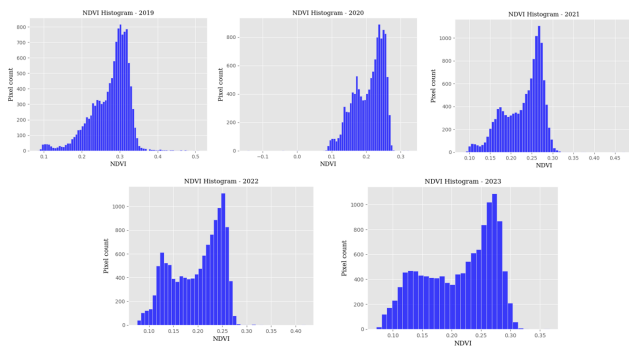 NDVI Histogram - 2019
Pixel count
800
700
600
500
400
300
200
100
0
0.1 0.2 0.3 0.4 0.5
NDVI
NDVI Histogram - 2020
Pixel count
800
600
400
200
0
−0.1 0.0 0.1 0.2 0.3
NDVI
NDVI Histogram - 2021
Pixel count
1000
800
600
400
200
0
0.10 0.15 0.20 0.25 0.30 0.35 0.40 0.45
NDVI
NDVI Histogram - 2022
Pixel count
1000
800
600
400
200
0
0.10 0.15 0.20 0.25 0.30 0.35 0.40
NDVI
NDVI Histogram - 2023
Pixel count
1000
800
600
400
200
0
0.10 0.15 0.20 0.25 0.30 0.35
NDVI